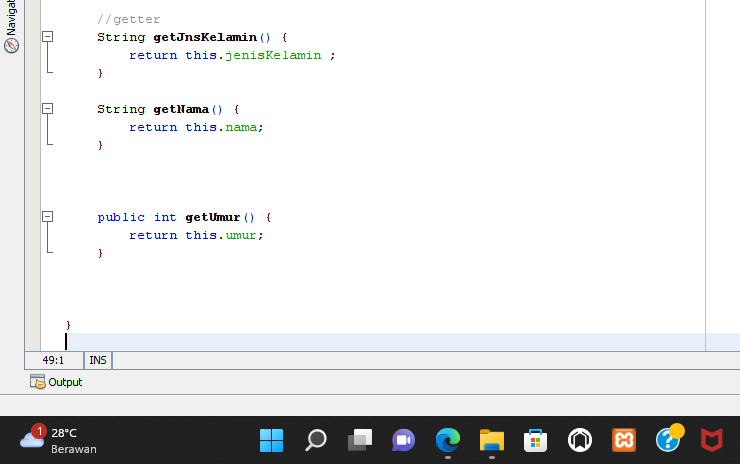 Navigat
//getter
String getJnsKelamin() {
return this.jenisKelamin ;
}
String getNama() {
return this.nama;
}
public int getUmur() {
return this.umur;
}
}
49:1 INS
Output
1
28°C
Berawan